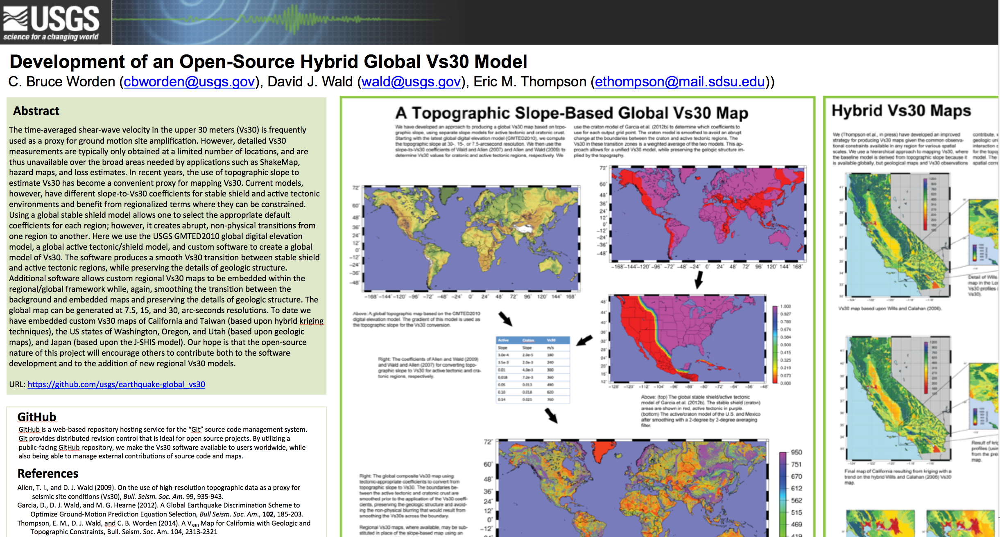 USGS
science for a changing world
Development of an Open-Source Hybrid Global Vs30 Model
C. Bruce Worden (cbworden@usgs.gov), David J. Wald (wald@usgs.gov), Eric M. Thompson (ethompson@mail.sdsu.edu))
Abstract
The time-averaged shear-wave velocity in the upper 30 meters (Vs30) is frequently
used as a proxy for ground motion site amplification. However, detailed Vs30
measurements are typically only obtained at a limited number of locations, and are
thus unavailable over the broad areas needed by applications such as ShakeMap,
hazard maps, and loss estimates. In recent years, the use of topographic slope to
estimate Vs30 has become a convenient proxy for mapping Vs30. Current models,
however, have different slope-to-Vs30 coefficients for stable shield and active tectonic
environments and benefit from regionalized terms where they can be constrained.
Using a global stable shield model allows one to select the appropriate default
coefficients for each region; however, it creates abrupt, non-physical transitions from
one region to another. Here we use the USGS GMTED2010 global digital elevation
model, a global active tectonic/shield model, and custom software to create a global
model of Vs30. The software produces a smooth Vs30 transition between stable shield
and active tectonic regions, while preserving the details of geologic structure.
Additional software allows custom regional Vs30 maps to be embedded within the
regional/global framework while, again, smoothing the transition between the
background and embedded maps and preserving the details of geologic structure. The
global map can be generated at 7.5, 15, and 30, arc-seconds resolutions. To date we
have embedded custom Vs30 maps of California and Taiwan (based upon hybrid kriging
techniques), the US states of Washington, Oregon, and Utah (based upon geologic
maps), and Japan (based upon the J-SHIS model). Our hope is that the open-source
nature of this project will encourage others to contribute both to the software
development and to the addition of new regional Vs30 models.
URL: https://github.com/usgs/earthquake-global_vs30
GitHub
GitHub is a web-based repository hosting service for the “Git” source code management system.
Git provides distributed revision control that is ideal for open source projects. By utilizing a
public-facing GitHub repository, we make the Vs30 software available to users worldwide, while
also being able to manage external contributions of source code and maps.
References
Allen, T. I., and D. J. Wald (2009). On the use of high-resolution topographic data as a proxy for
seismic site conditions (Vs30), Bull. Seism. Soc. Am. 99, 935-943.
Garcia, D., D. J. Wald, and M. G. Hearne (2012). A Global Earthquake Discrimination Scheme to
Optimize Ground-Motion Prediction Equation Selection, Bull Seism. Soc. Am., 102, 185-203.
Thompson, E. M., D. J. Wald, and C. B. Worden (2014). A VS30 Map for California with Geologic and
Topographic Constraints, Bull. Seism. Soc. Am. 104, 2313-2321
A Topographic Slope-Based Global Vs30 Map
We have developed an approach to producing a global Vs30 map based on topo-
graphic slope, using separate slope models for active tectonic and cratonic crust.
Starting with the latest global digital elevation model (GMTED2010), we compute
the topographic slope at 30-, 15-, or 7.5-arcsecond resolution. We then use the
slope-to-Vs30 coefficients of Wald and Allen (2007) and Allen and Wald (2009) to
determine Vs30 values for cratonic and active tectonic regions, respectively. We
use the craton model of Garcia et al. (2012b) to determine which coefficients to
use for each output grid point. The craton model is smoothed to avoid an abrupt
change at the boundaries between the craton and active tectonic regions. The
Vs30 in these transition zones is a weighted average of the two models. This ap-
proach allows for a unified Vs30 model, while preserving the geologic structure im-
plied by the topography.
72˚
60˚
48˚
36˚
24˚
12˚
0˚
−12˚
−24˚
−36˚
−48˚
−168˚ −144˚ −120˚ −96˚ −72˚ −48˚ −24˚ 0˚ 24˚ 48˚ 72˚ 96˚ 120˚ 144˚ 168˚
Above: A global topographic map based on the GMTED2010
digital elevation model. The gradient of this model is used as
the topographic slope for the Vs30 conversion.
72˚
60˚
48˚
36˚
24˚
12˚
0˚
−12˚
−24˚
−36˚
−48˚
−168˚ −144˚ −120˚ −96˚ −72˚ −48˚ −24˚ 0˚ 24˚ 48˚ 72˚ 96˚ 120˚ 144˚ 168˚
48˚
44˚
40˚
36˚
32˚
28˚
24˚
20˚
16˚
12˚
−128˚ −120˚ −112˚ −104˚ −96˚ −88˚ −80˚ −72˚ −64˚ −56˚ −48˚
1.000
0.927
0.780
0.674
0.584
0.500
0.415
0.325
0.219
0.073
0.000
Right: The coefficients of Allen and Wald (2009)
and Wald and Allen (2007) for converting topo-
graphic slope to Vs30 for active tectonic and cra-
tonic regions, respectively.
Active Craton Vs30
Slope Slope m/s
3.0e-4 2.0e-5 180
3.5e-3 2.0e-3 240
0.01 4.0e-3 300
0.018 7.2e-3 360
0.05 0.013 490
0.10 0.018 620
0.14 0.025 760
Above: (top) The global stable shield/active tectonic
model of Garcia et al. (2012b). The stable shield (craton)
areas are shown in red, active tectonic in purple.
(bottom) The active/craton model of the U.S. and Mexico
after smoothing with a 2-degree by 2-degree averaging
filter.
Right: The global composite Vs30 map using
tectonic-appropriate coefficients to convert from
topographic slope to Vs30. The boundaries be-
tween the active tectonic and cratonic crust are
smoothed prior to the application of the Vs30 coeffi-
cients, preserving the geologic structure and avoid-
ing the non-physical blurring that would result from
smoothing the Vs30s across the boundary.
Regional Vs30 maps, where available, may be sub-
stituted in place of the slope-based map using an
72˚
60˚
48˚
36˚
24˚
12˚
0˚
−12˚
950
751
670
612
562
515
469
419
Hybrid Vs30 Maps
We (Thompson et al., in press) have developed an improved
strategy for producing Vs30 maps given the common observa-
tional constraints available in any region for various spatial
scales. We use a hierarchical approach to mapping Vs30, where
the baseline model is derived from topographic slope because it
is available globally, but geological maps and Vs30 observations
contribute,
geologic
interaction
for the
model. The
spatial
Detail of Wills
map in the
Vs30 profiles
Vs30).
Vs30 map based upon Wills and Calahan (2006).
Result of
profiles
from the
map.
Final map of California resulting from kriging with a
trend on the hybrid Wills and Calahan (2006) Vs30
map.